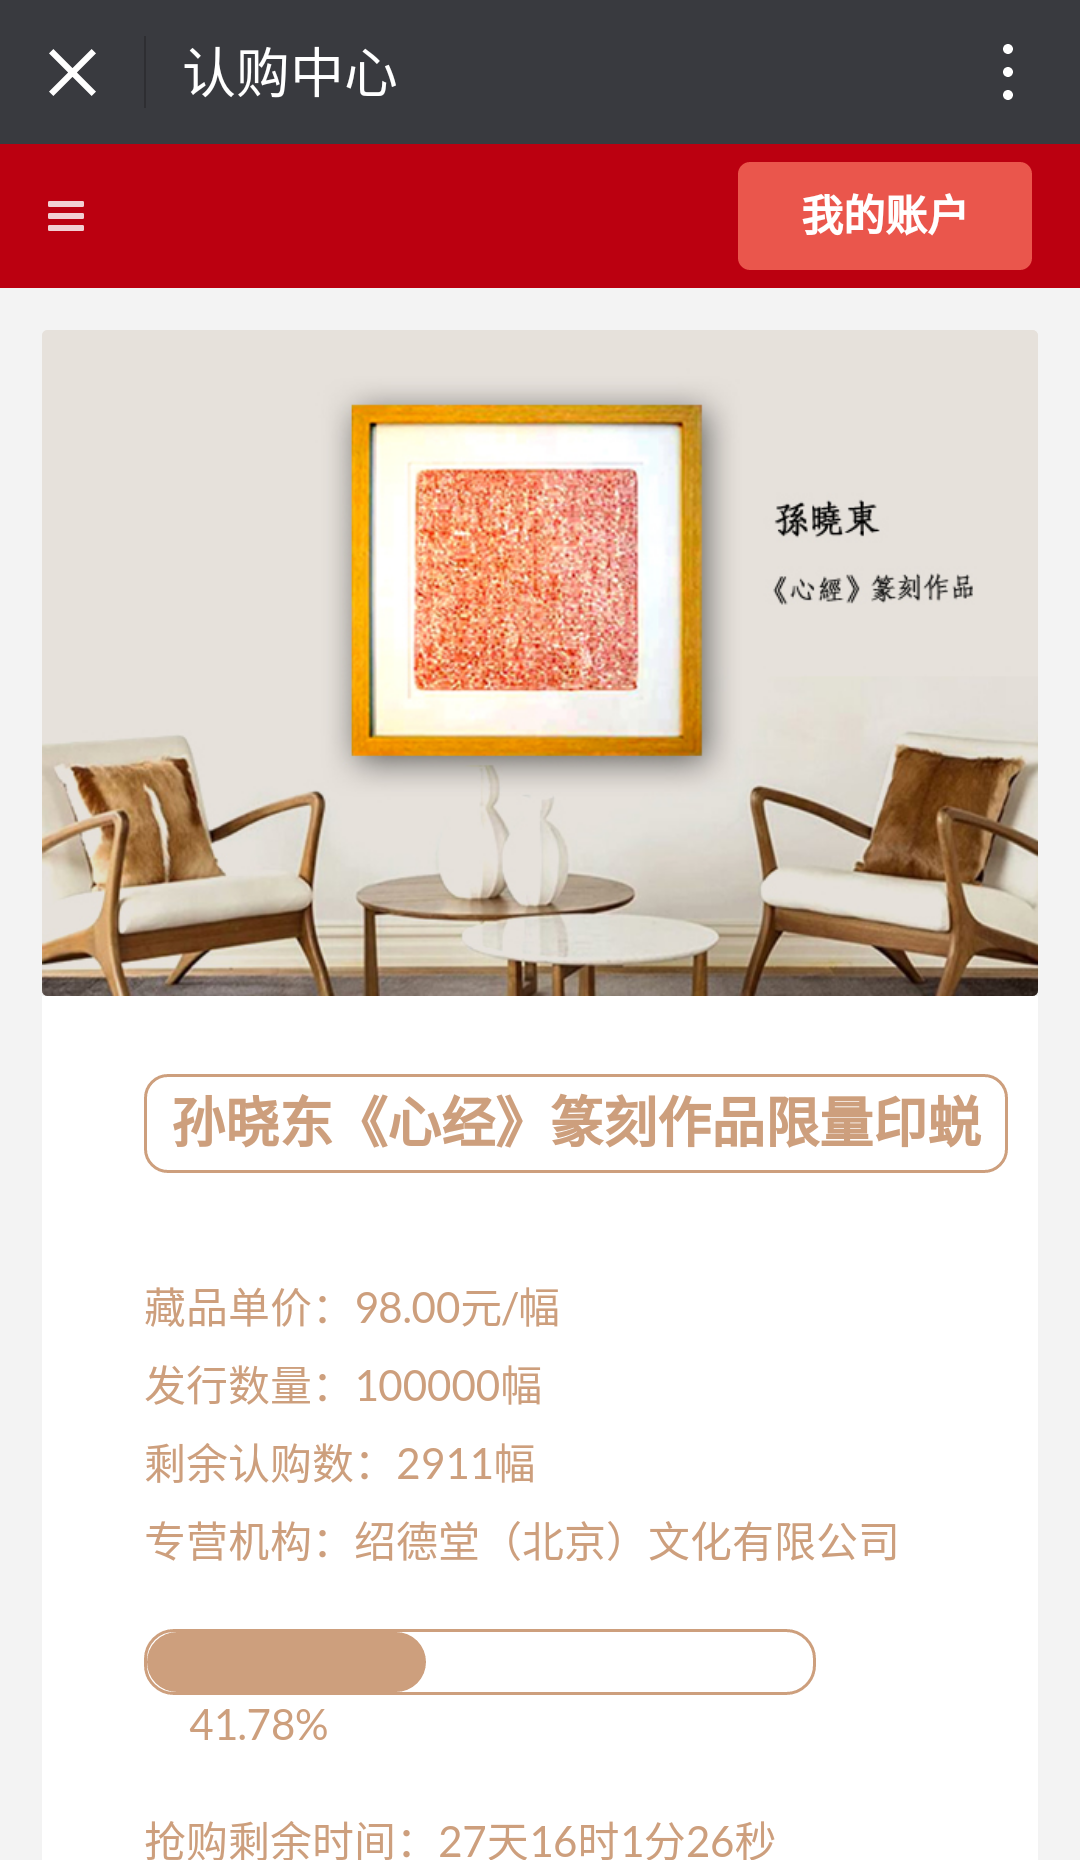 认购中心
我的账户
孫曉東
《心經》篆刻作品
孙晓东《心经》篆刻作品限量印蜕
藏品单价：98.00元/幅
发行数量：100000幅
剩余认购数：2911幅
专营机构：绍德堂（北京）文化有限公司
41.78%
抢购剩余时间：27天16时1分26秒